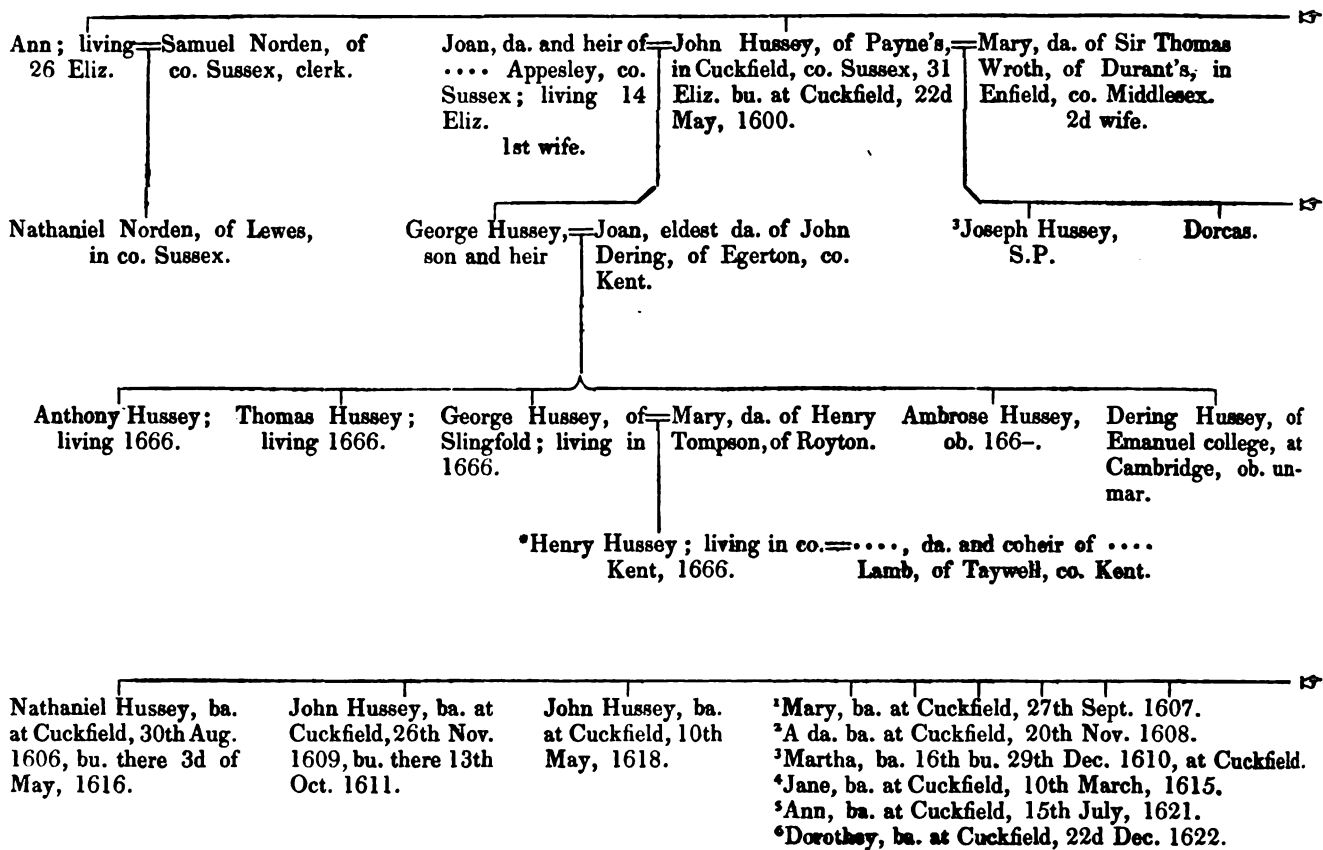 Ann; living
26 Eliz.
Samuel Norden, of
co. Sussex, clerk.
Joan, da. and heir of
.... Appesley, co.
Sussex; living 14
Eliz.
1st wife.
John Hussey, of Payne's,
in Cuckfield, co. Sussex, 31
Eliz. bu. at Cuckfield, 22d
May, 1600.
Mary, da. of Sir Thomas
Wroth, of Durant's, in
Enfield, co. Middlesex.
2d wife.
Nathaniel Norden, of Lewes,
in co. Sussex.
George Hussey,
son and heir
Joan, eldest da. of John
Dering, of Egerton, co.
Kent.
³Joseph Hussey,
S.P.
Dorcas.
Anthony Hussey;
living 1666.
Thomas Hussey;
living 1666.
George Hussey, of
Slingfold; living in
1666.
Mary, da. of Henry
Tompson, of Royton.
Ambrose Hussey,
ob. 166-.
Dering Hussey, of
Emanuel college, at
Cambridge, ob. un-
mar.
*Henry Hussey; living in co.
Kent, 1666.
...., da. and coheir of ....
Lamb, of Taywell, co. Kent.
Nathaniel Hussey, ba.
at Cuckfield, 30th Aug.
1606, bu. there 3d of
May, 1616.
John Hussey, ba. at
Cuckfield, 26th Nov.
1609, bu. there 13th
Oct. 1611.
John Hussey, ba.
at Cuckfield, 10th
May, 1618.
¹Mary, ba. at Cuckfield, 27th Sept. 1607.
²A da. ba. at Cuckfield, 20th Nov. 1608.
³Martha, ba. 16th bu. 29th Dec. 1610, at Cuckfield.
⁴Jane, ba. at Cuckfield, 10th March, 1615.
⁵Ann, ba. at Cuckfield, 15th July, 1621.
⁶Dorothey, ba. at Cuckfield, 22d Dec. 1622.